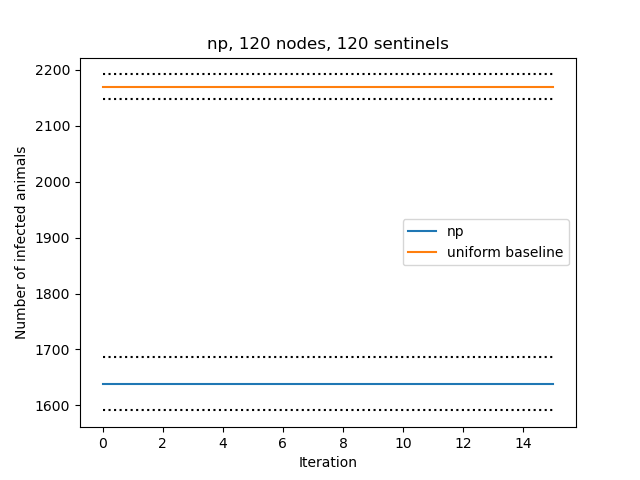 np, 120 nodes, 120 sentinels
Number of infected animals
2200
2100
2000
1900
1800
1700
1600
np
uniform baseline
0 2 4 6 8 10 12 14
Iteration